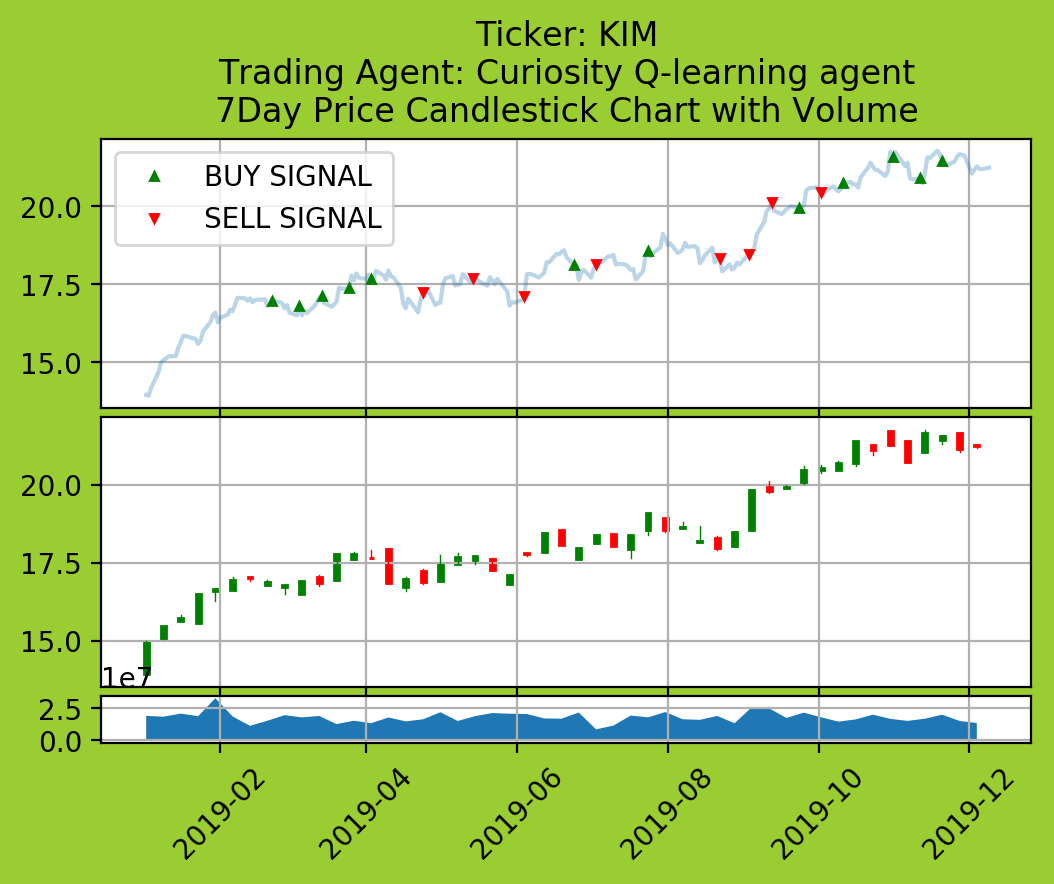 Ticker: KIM
Trading Agent: Curiosity Q-learning agent
7Day Price Candlestick Chart with Volume
BUY SIGNAL
SELL SIGNAL
20.0
17.5
15.0
20.0
17.5
15.0
1e7
2.5
0.0
2019-02
2019-04
2019-06
2019-08
2019-10
2019-12